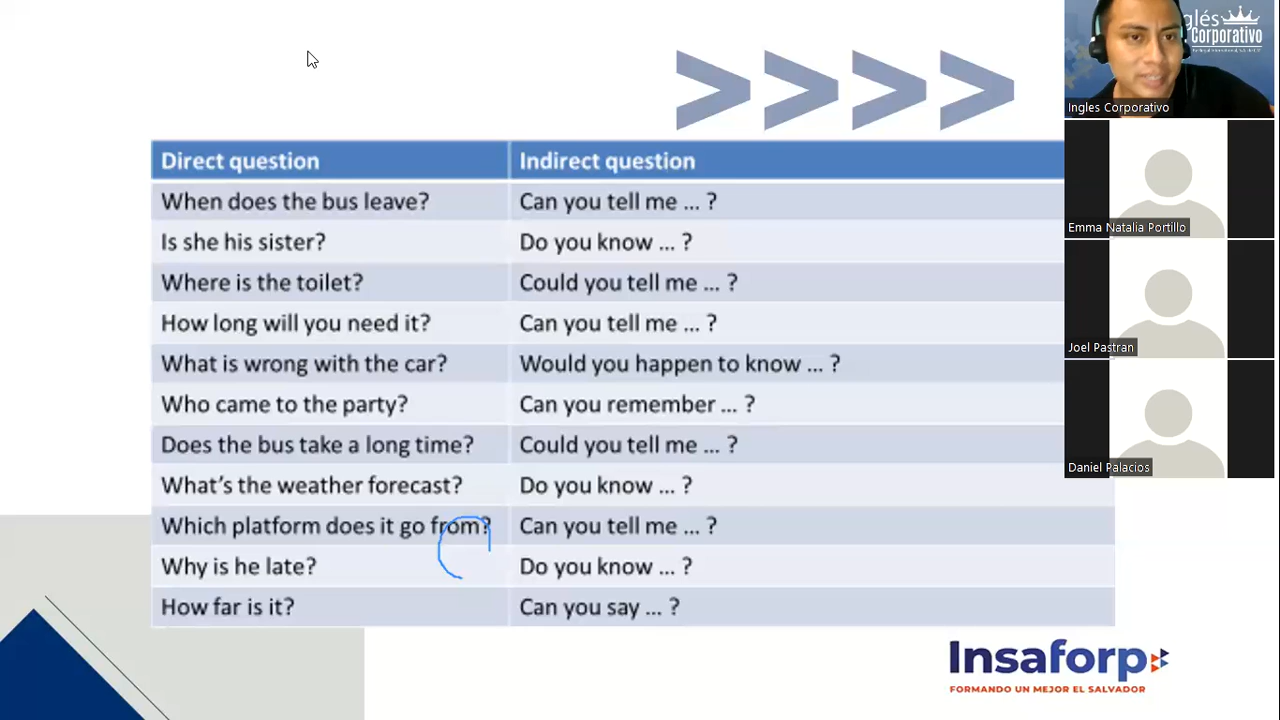 glés
Corporativo
Ingles Corporativo
Direct question Indirect question
When does the bus leave? Can you tell me ... ?
Is she his sister? Do you know ... ?
Emma Natalia Portillo
Where is the toilet? Could you tell me ... ?
How long will you need it? Can you tell me ... ?
Joel Pastran
What is wrong with the car? Would you happen to know ... ?
Who came to the party? Can you remember ... ?
Does the bus take a long time? Could you tell me ... ?
Daniel Palacios
What's the weather forecast? Do you know ... ?
Which platform does it go from? Can you tell me ... ?
Why is he late? Do you know ... ?
How far is it? Can you say ... ?
Insaforp
FORMANDO UN MEJOR EL SALVADOR